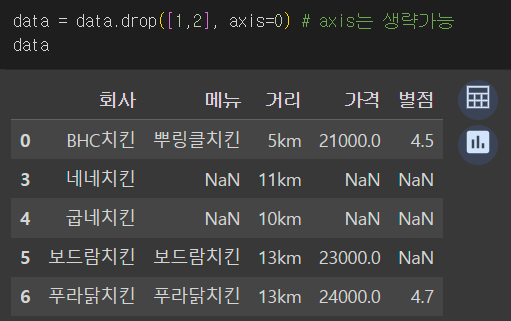 data = data.drop([1,2], axis=0) # axis는 생략가능
data
회사 메뉴 거리 가격 별점
0 BHC치킨 뿌링클치킨 5km 21000.0 4.5
3 네네치킨 NaN 11km NaN NaN
4 굽네치킨 NaN 10km NaN NaN
5 보드람치킨 보드람치킨 13km 23000.0 NaN
6 푸라닭치킨 푸라닭치킨 13km 24000.0 4.7